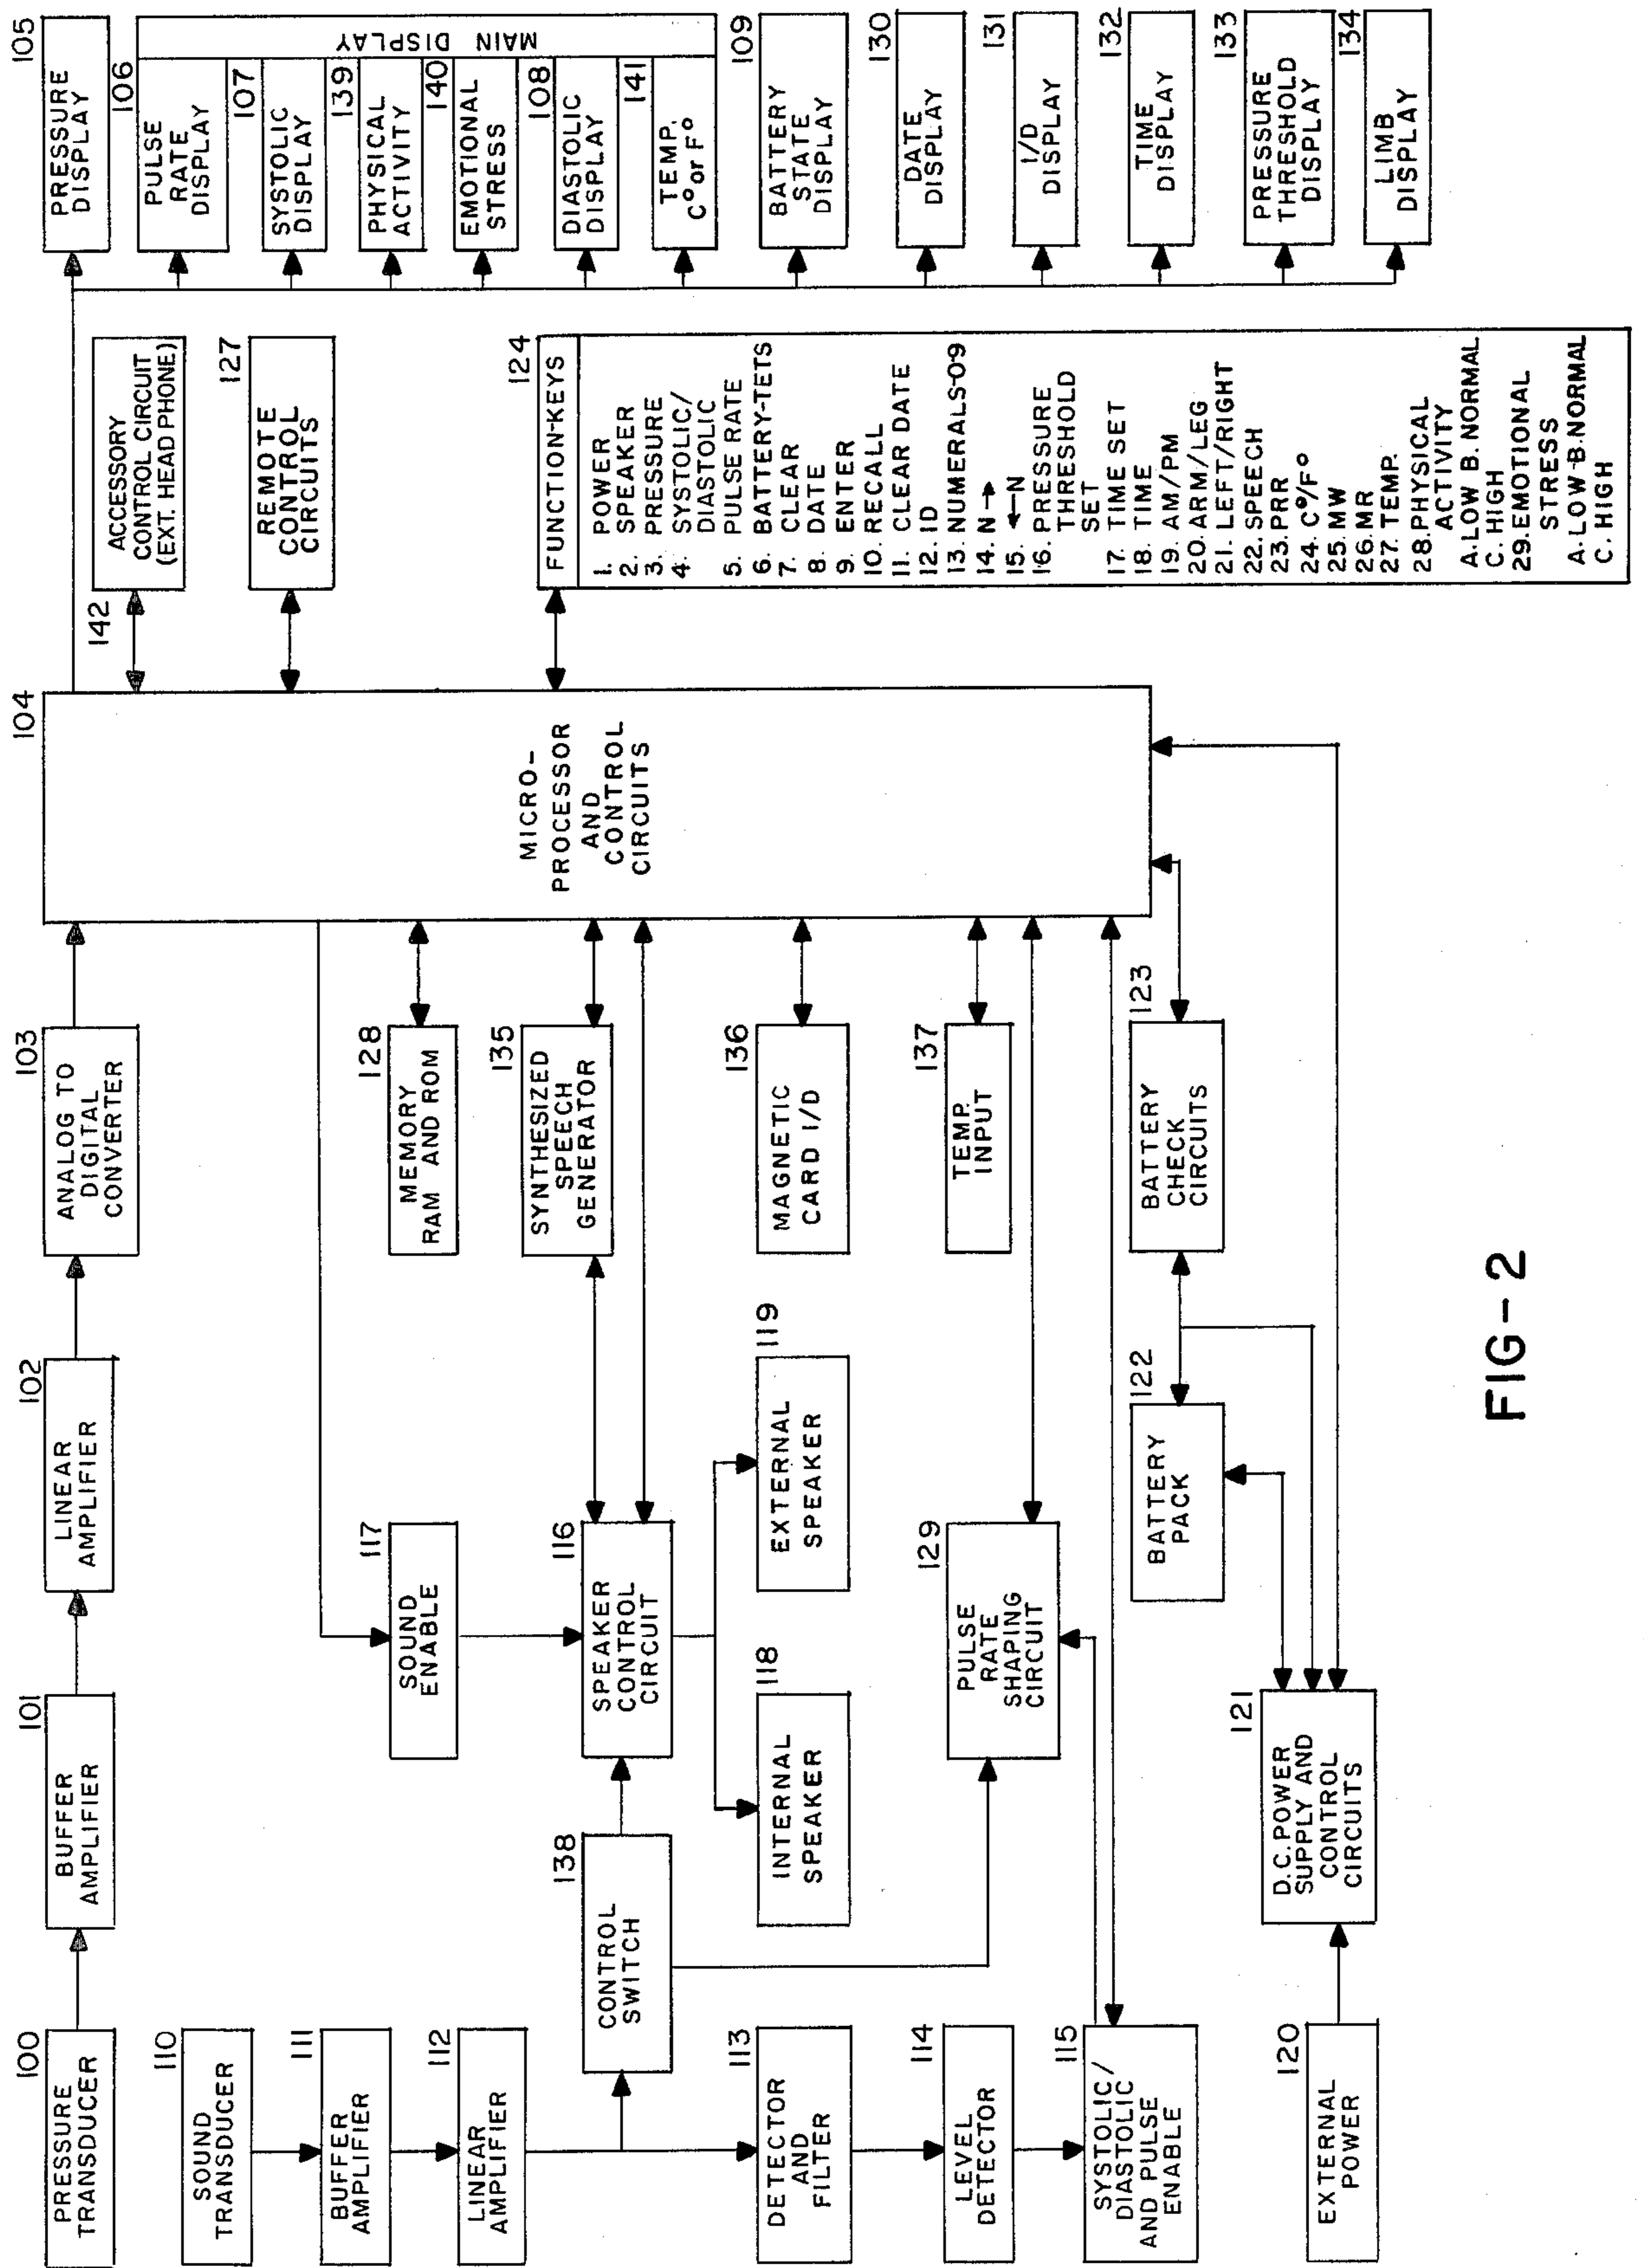 100
PRESSURE
TRANSDUCER
101
BUFFER
AMPLIFIER
102
LINEAR
AMPLIFIER
103
ANALOG TO
DIGITAL
CONVERTER
104
MICRO-
PROCESSOR
AND
CONTROL
CIRCUITS
105
PRESSURE
DISPLAY
106
PULSE
RATE
DISPLAY
107
SYSTOLIC
DISPLAY
139
PHYSICAL
ACTIVITY
140
EMOTIONAL
STRESS
108
DIASTOLIC
DISPLAY
141
TEMP.
C° or F°
MAIN DISPLAY
109
BATTERY
STATE
DISPLAY
130
DATE
DISPLAY
131
I/D
DISPLAY
132
TIME
DISPLAY
133
PRESSURE
THRESHOLD
DISPLAY
134
LIMB
DISPLAY
142
ACCESSORY
CONTROL CIRCUIT
(EXT. HEAD PHONE)
127
REMOTE
CONTROL
CIRCUITS
124
FUNCTION-KEYS
1. POWER
2. SPEAKER
3. PRESSURE
4. SYSTOLIC/
DIASTOLIC
5. PULSE RATE
6. BATTERY-TETS
7. CLEAR
8. DATE
9. ENTER
10. RECALL
11. CLEAR DATE
12. ID
13. NUMERALS-0-9
14. N→
15. ←N
16. PRESSURE
THRESHOLD
SET
17. TIME SET
18. TIME
19. AM/PM
20. ARM/LEG
21. LEFT/RIGHT
22. SPEECH
23. PRR
24. C°/F°
25. MW
26. MR
27. TEMP.
28. PHYSICAL
ACTIVITY
A. LOW B. NORMAL
C. HIGH
29. EMOTIONAL
STRESS
A. LOW-B. NORMAL
C. HIGH
110
SOUND
TRANSDUCER
111
BUFFER
AMPLIFIER
112
LINEAR
AMPLIFIER
113
DETECTOR
AND
FILTER
114
LEVEL
DETECTOR
115
SYSTOLIC/
DIASTOLIC
AND PULSE
ENABLE
138
CONTROL
SWITCH
117
SOUND
ENABLE
116
SPEAKER
CONTROL
CIRCUIT
118
INTERNAL
SPEAKER
119
EXTERNAL
SPEAKER
128
MEMORY
RAM AND ROM
135
SYNTHESIZED
SPEECH
GENERATOR
136
MAGNETIC
CARD I/D
137
TEMP.
INPUT
129
PULSE
RATE
SHAPING
CIRCUIT
123
BATTERY
CHECK
CIRCUITS
122
BATTERY
PACK
121
D.C. POWER
SUPPLY AND
CONTROL
CIRCUITS
120
EXTERNAL
POWER
FIG-2